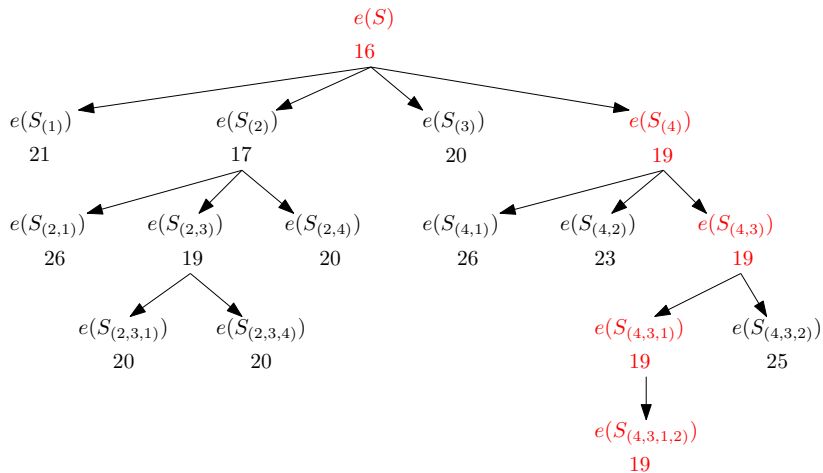 e(S)
16
e(S_{(1)}) e(S_{(2)}) e(S_{(3)}) e(S_{(4)})
21 17 20 19
e(S_{(2,1)}) e(S_{(2,3)}) e(S_{(2,4)}) e(S_{(4,1)}) e(S_{(4,2)}) e(S_{(4,3)})
26 19 20 26 23 19
e(S_{(2,3,1)}) e(S_{(2,3,4)}) e(S_{(4,3,1)}) e(S_{(4,3,2)})
20 20 19 25
e(S_{(4,3,1,2)})
19